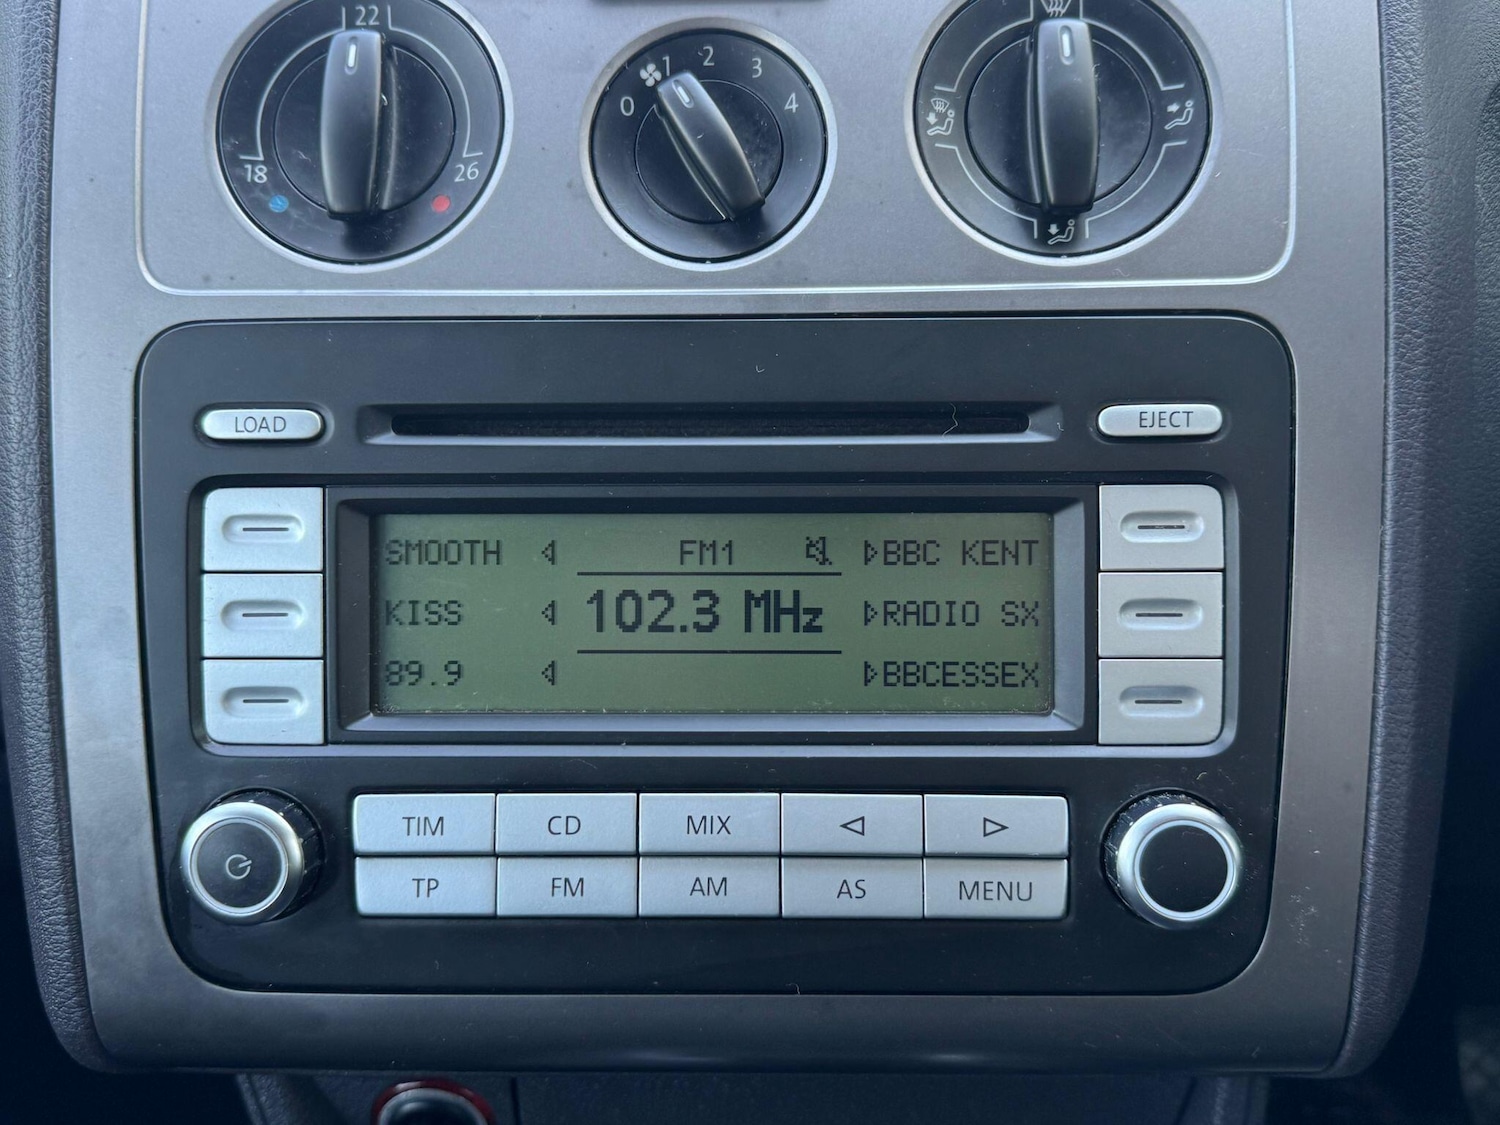 22
18
26
0
1
2
3
4
LOAD
EJECT
SMOOTH FM1 BBC KENT
KISS 102.3 MHz RADIO SX
89.9 BBCESSEX
TIM CD MIX
TP FM AM AS MENU